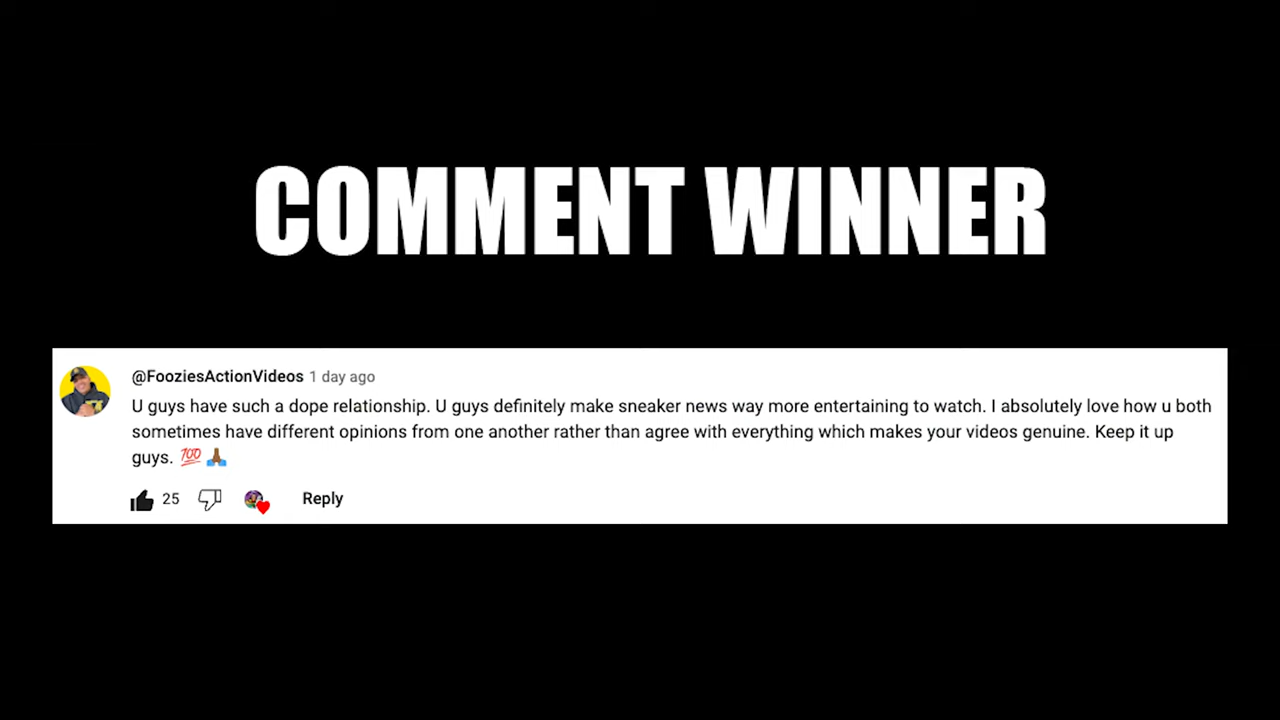 COMMENT WINNER
@FooziesActionVideos 1 day ago
U guys have such a dope relationship. U guys definitely make sneaker news way more entertaining to watch. I absolutely love how u both
sometimes have different opinions from one another rather than agree with everything which makes your videos genuine. Keep it up
guys. 💯 🙏🏾
25 Reply